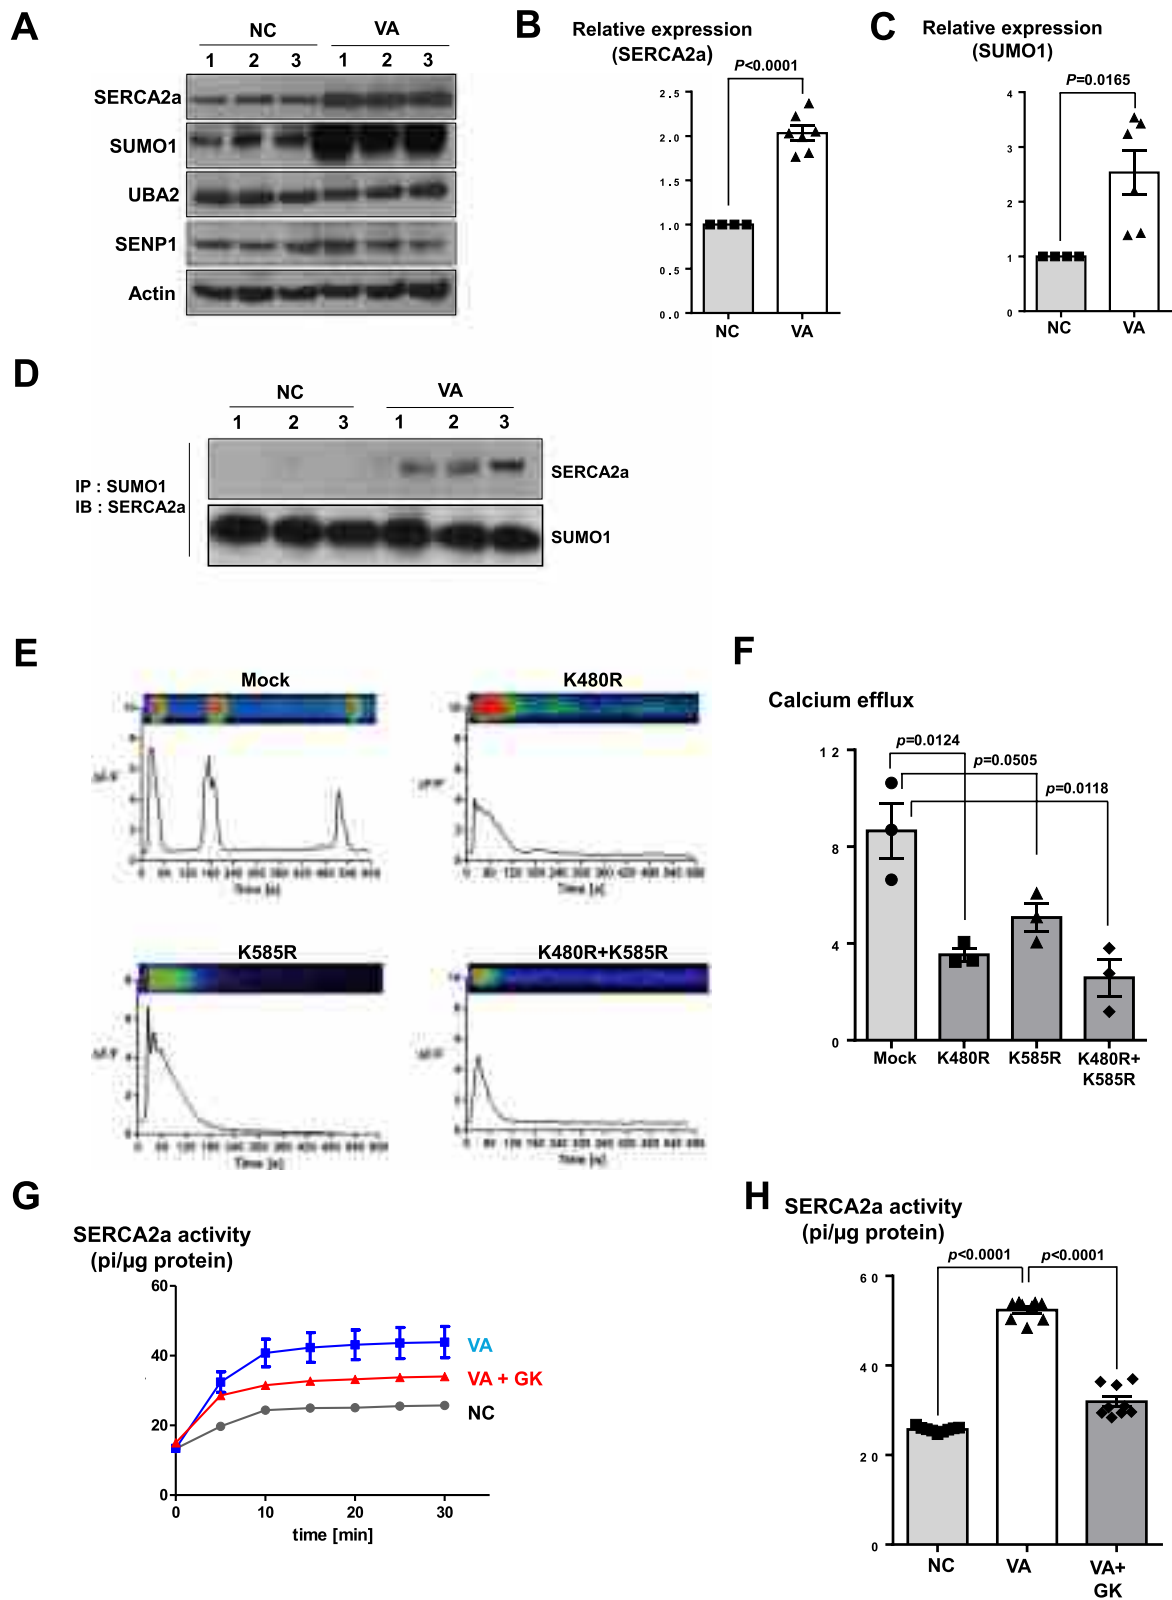 A
NC
VA
1 2 3 1 2 3
SERCA2a
SUMO1
UBA2
SENP1
Actin
B
Relative expression
(SERCA2a)
P<0.0001
2.5
2.0
1.5
1.0
0.5
0.0
NC
VA
C
Relative expression
(SUMO1)
P=0.0165
4
3
2
1
0
NC
VA
D
NC
VA
1 2 3 1 2 3
IP : SUMO1
IB : SERCA2a
SERCA2a
SUMO1
E
Mock
K480R
Time [s]
Time [s]
K585R
K480R+K585R
Time [s]
Time [s]
F
Calcium efflux
p=0.0124
p=0.0505
p=0.0118
12
8
4
0
Mock
K480R
K585R
K480R+
K585R
G
SERCA2a activity
(pi/µg protein)
60
40
20
0
VA
VA + GK
NC
0 10 20 30
time [min]
H
SERCA2a activity
(pi/µg protein)
p<0.0001
p<0.0001
60
40
20
0
NC
VA
VA+
GK